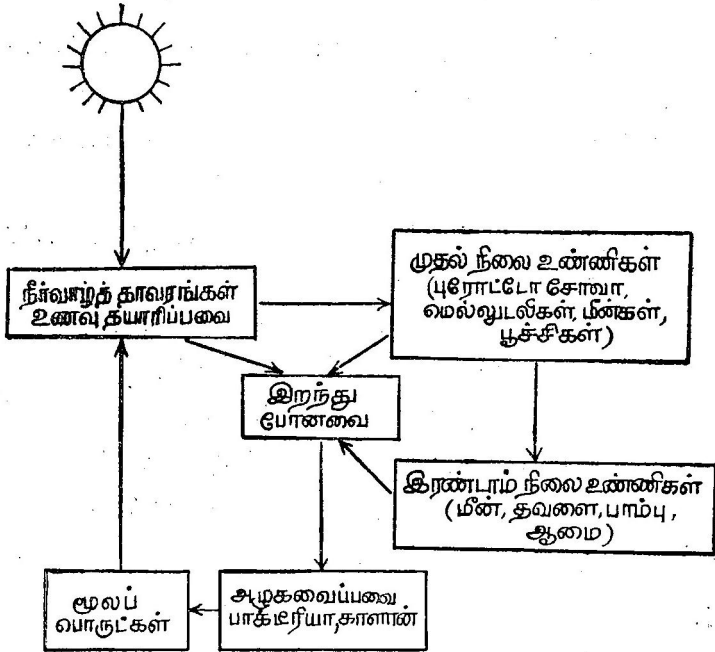 நீர்வாழ்த் தாவரங்கள்
உணவு தயாரிப்பவை
முதல் நிலை உண்ணிகள்
(புரோட்டோ சோவா,
மெல்லுடலிகள், மீன்கள்,
பூச்சிகள்)
இறந்து
போனவை
இரண்டாம் நிலை உண்ணிகள்
(மீன், தவளை, பாம்பு,
ஆமை)
மூலப்
பொருட்கள்
அழுகவைப்பவை
பாக்டீரியா, காளான்